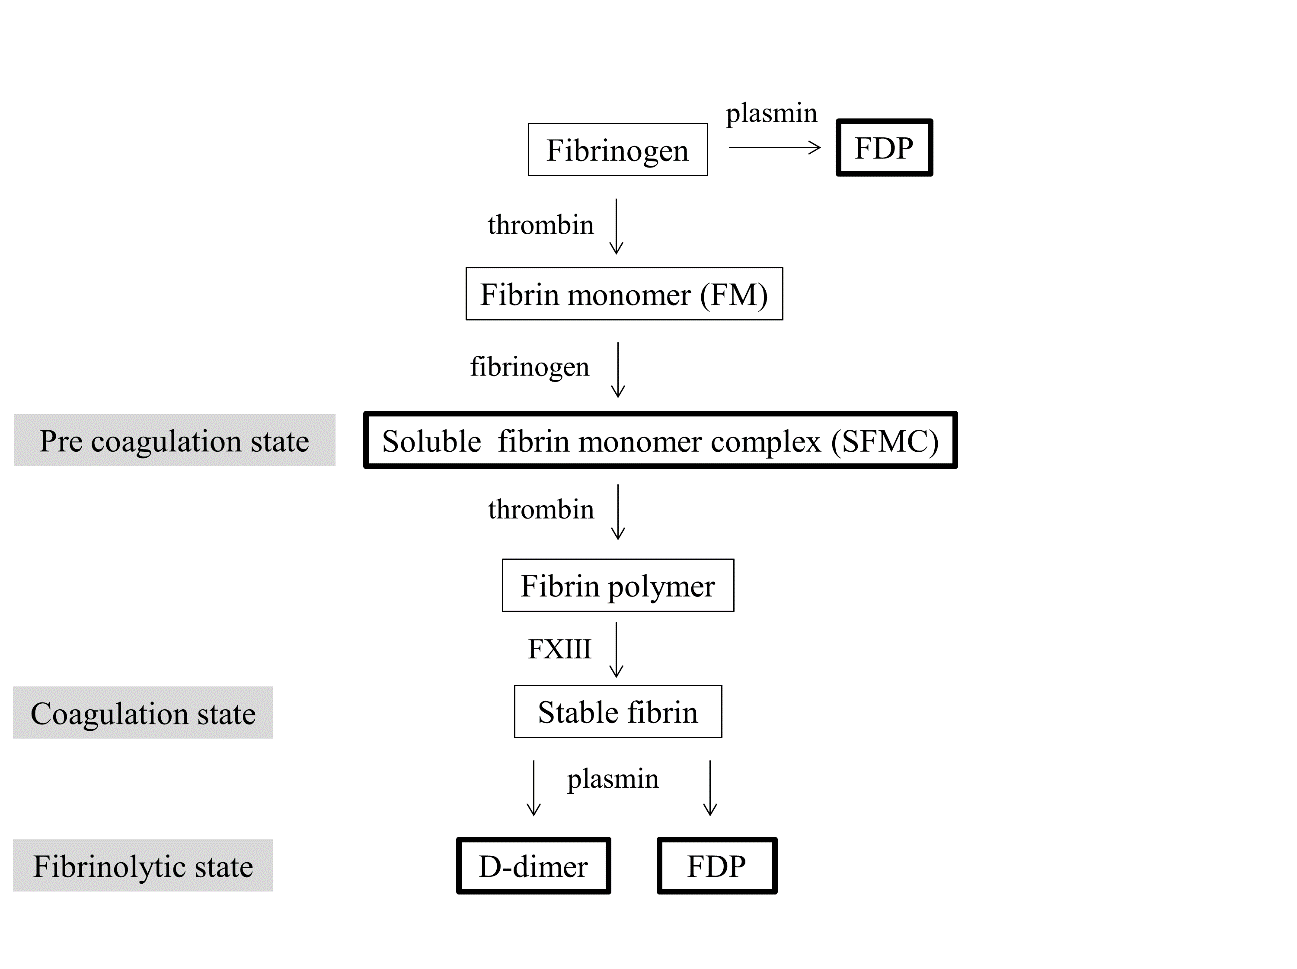 plasmin
Fibrinogen
FDP
thrombin
Fibrin monomer (FM)
fibrinogen
Pre coagulation state
Soluble fibrin monomer complex (SFMC)
thrombin
Fibrin polymer
FXIII
Coagulation state
Stable fibrin
plasmin
Fibrinolytic state
D-dimer
FDP